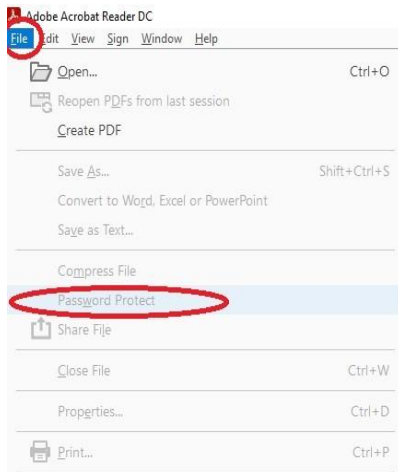 Adobe Acrobat Reader DC
File Edit View Sign Window Help
Open... Ctrl+O
Reopen PDFs from last session
Create PDF
Save As... Shift+Ctrl+S
Convert to Word, Excel or PowerPoint
Save as Text...
Compress File
Password Protect
Share File
Close File Ctrl+W
Properties... Ctrl+D
Print... Ctrl+P